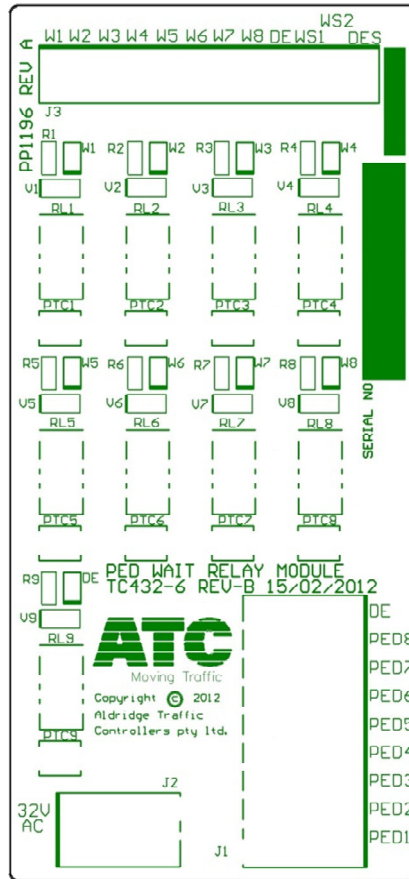 WS2
W1 W2 W3 W4 W5 W6 W7 W8 DE WS1 DES
PP1196 REV A
J3
R1 W1 R2 W2 R3 W3 R4 W4
V1 V2 V3 V4
RL1 RL2 RL3 RL4
PTC1 PTC2 PTC3 PTC4
R5 W5 R6 W6 R7 W7 R8 W8
V5 V6 V7 V8
RL5 RL6 RL7 RL8
SERIAL NO
PTC5 PTC6 PTC7 PTC8
R9 DE
PED WAIT RELAY MODULE
TC432-6 REV-B 15/02/2012
V9
RL9
ATC
Moving Traffic
Copyright © 2012
Aldridge Traffic
Controllers pty ltd.
PTC9
DE
PED8
PED7
PED6
PED5
PED4
PED3
PED2
PED1
J2
32V
AC
J1